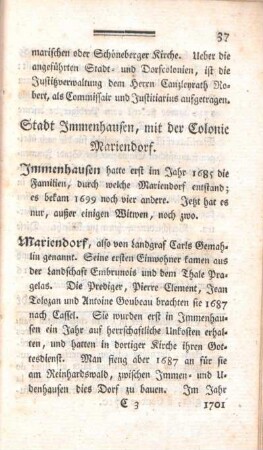 37
marischen oder Schöneberger Kirche. Ueber die
angeführten Stadt- und Dorfcolonien, ist die
Justitzverwaltung dem Herrn Canzleyrath Ro-
bert, als Commissair und Justitiarius aufgetragen.
Stadt Immenhausen, mit der Colonie
Mariendorf.
Immenhausen hatte erst im Jahr 1685 die
Familien, durch welche Mariendorf entstand;
es bekam 1699 noch vier andere. Jetzt hat es
nur, außer einigen Witwen, noch zwo.
Mariendorf, also von Landgraf Carls Gemah-
lin genannt. Seine ersten Einwohner kamen aus
der Landschaft Embrunois und dem Thale Pra-
gelas. Die Prediger, Pierre Clement, Jean
Tologan und Antoine Goubeau brachten sie 1687
nach Cassel. Sie wurden erst in Immenhau-
sen ein Jahr auf herrschaftliche Unkosten erhal-
ten, und hatten in dortiger Kirche ihren Got-
tesdienst. Man fieng aber 1687 an für sie
am Reinhardswald, zwischen Immen- und U-
denhausen dies Dorf zu bauen. Im Jahr
C 3 1701